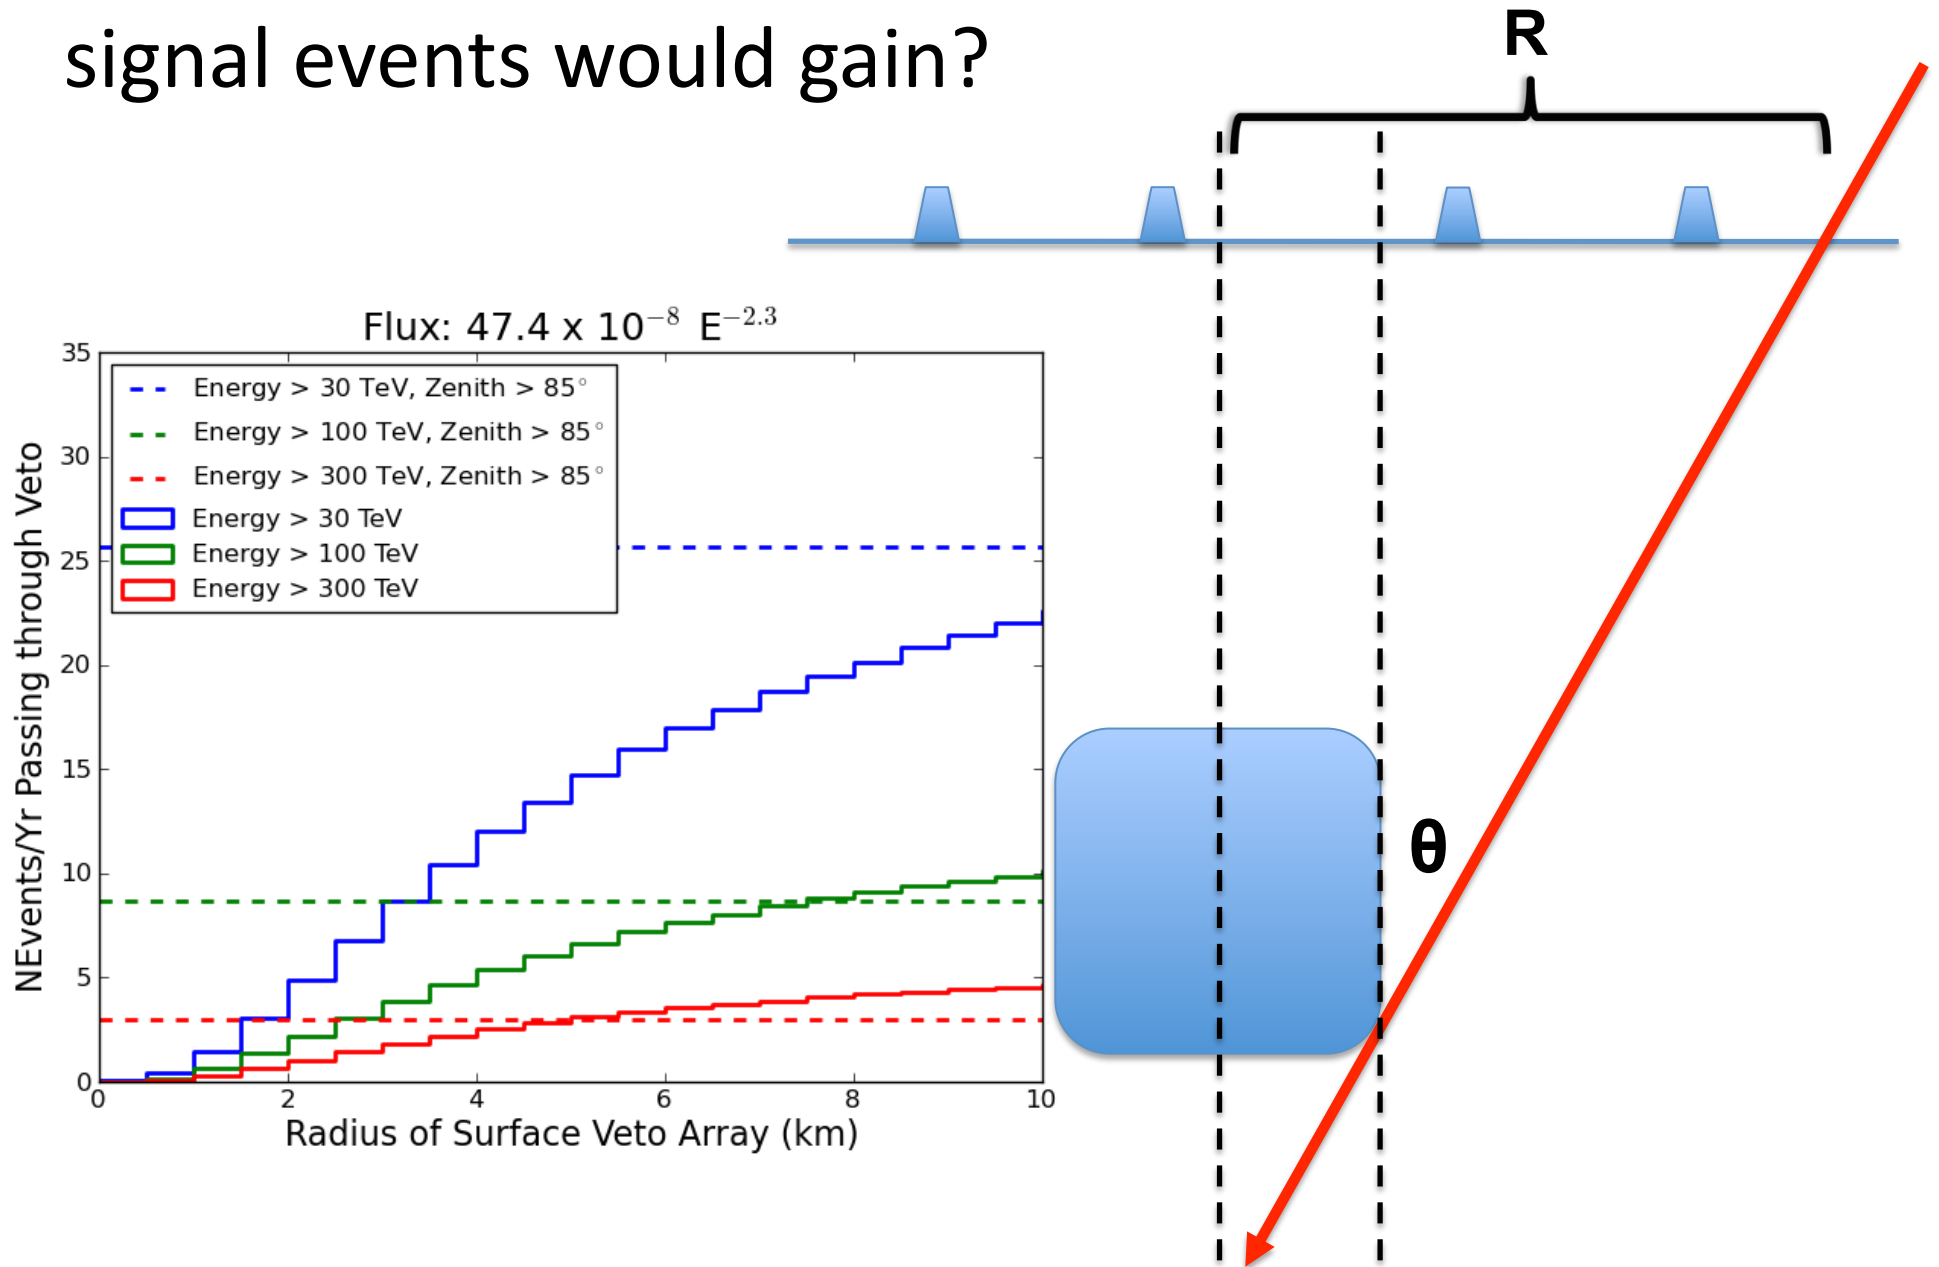 signal events would gain?
R
Flux: 47.4 x 10⁻⁸ E⁻²·³
35
30
25
20
15
10
5
0
NEvents/Yr Passing through Veto
Energy > 30 TeV, Zenith > 85°
Energy > 100 TeV, Zenith > 85°
Energy > 300 TeV, Zenith > 85°
Energy > 30 TeV
Energy > 100 TeV
Energy > 300 TeV
0 2 4 6 8 10
Radius of Surface Veto Array (km)
θ